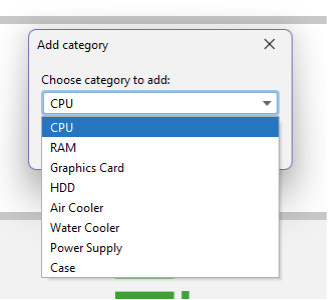 Add category
Choose category to add:
CPU
CPU
RAM
Graphics Card
HDD
Air Cooler
Water Cooler
Power Supply
Case